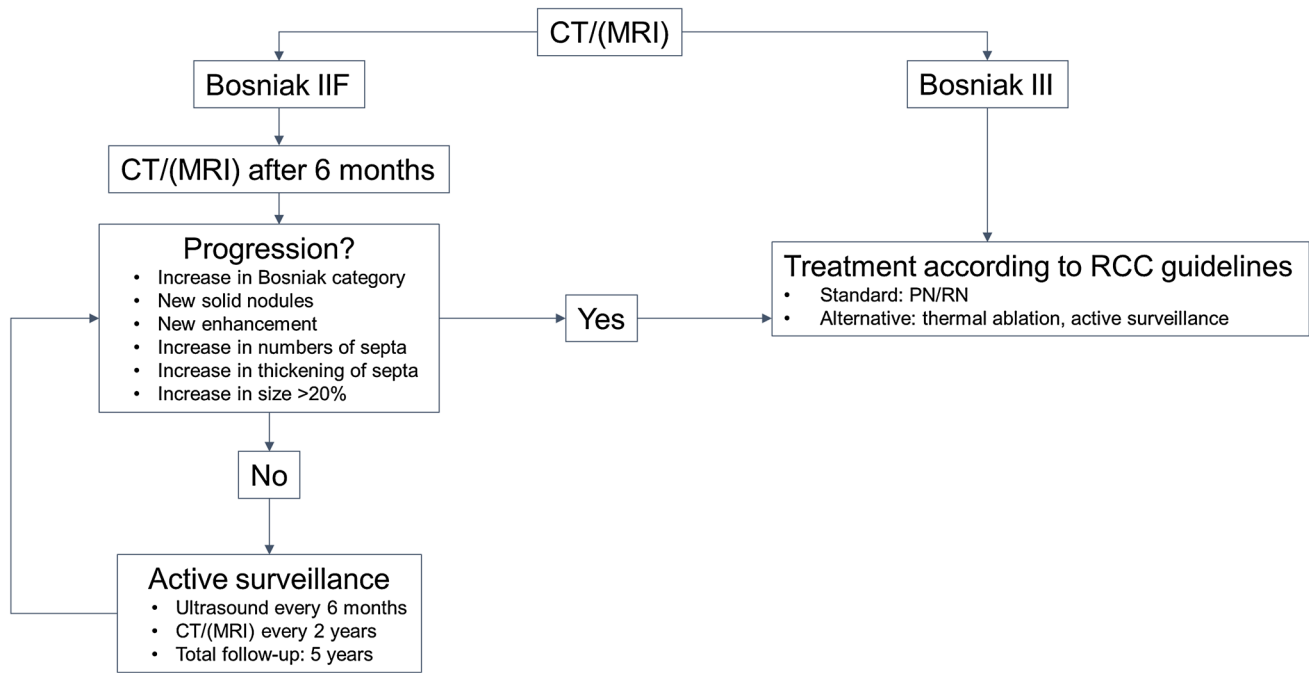 CT/(MRI)
Bosniak IIF
Bosniak III
CT/(MRI) after 6 months
Progression?
• Increase in Bosniak category
• New solid nodules
• New enhancement
• Increase in numbers of septa
• Increase in thickening of septa
• Increase in size >20%
Yes
Treatment according to RCC guidelines
• Standard: PN/RN
• Alternative: thermal ablation, active surveillance
No
Active surveillance
• Ultrasound every 6 months
• CT/(MRI) every 2 years
• Total follow-up: 5 years